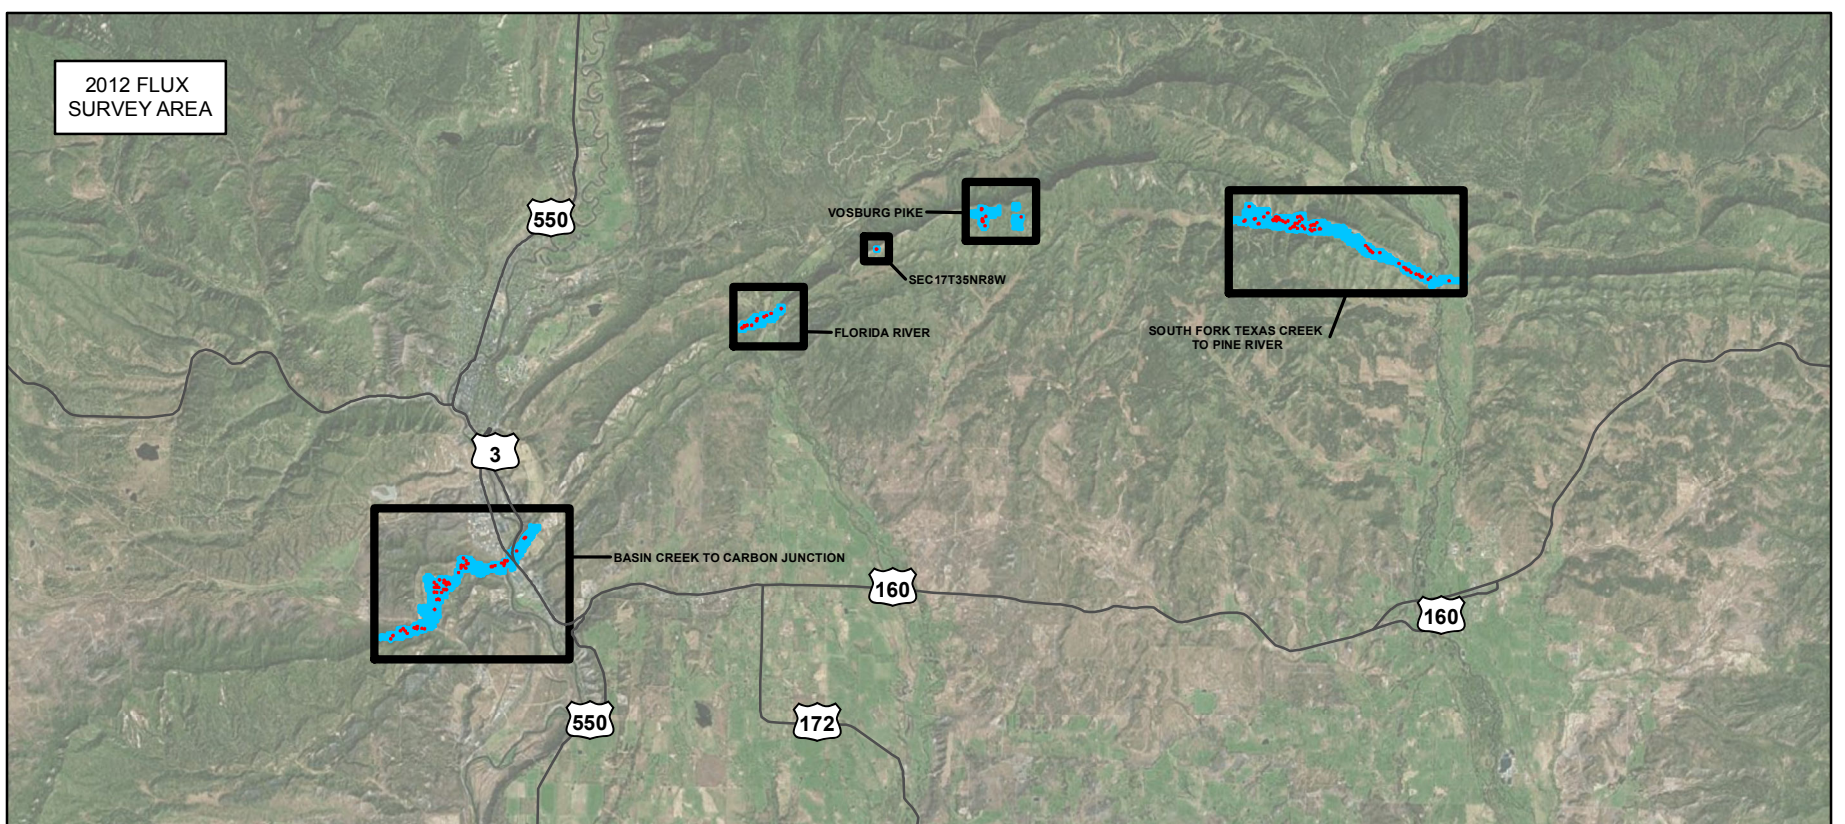 2012 FLUX
SURVEY AREA
550
VOSBURG PIKE
SEC17T35NR8W
FLORIDA RIVER
SOUTH FORK TEXAS CREEK
TO PINE RIVER
3
BASIN CREEK TO CARBON JUNCTION
160
160
550
172